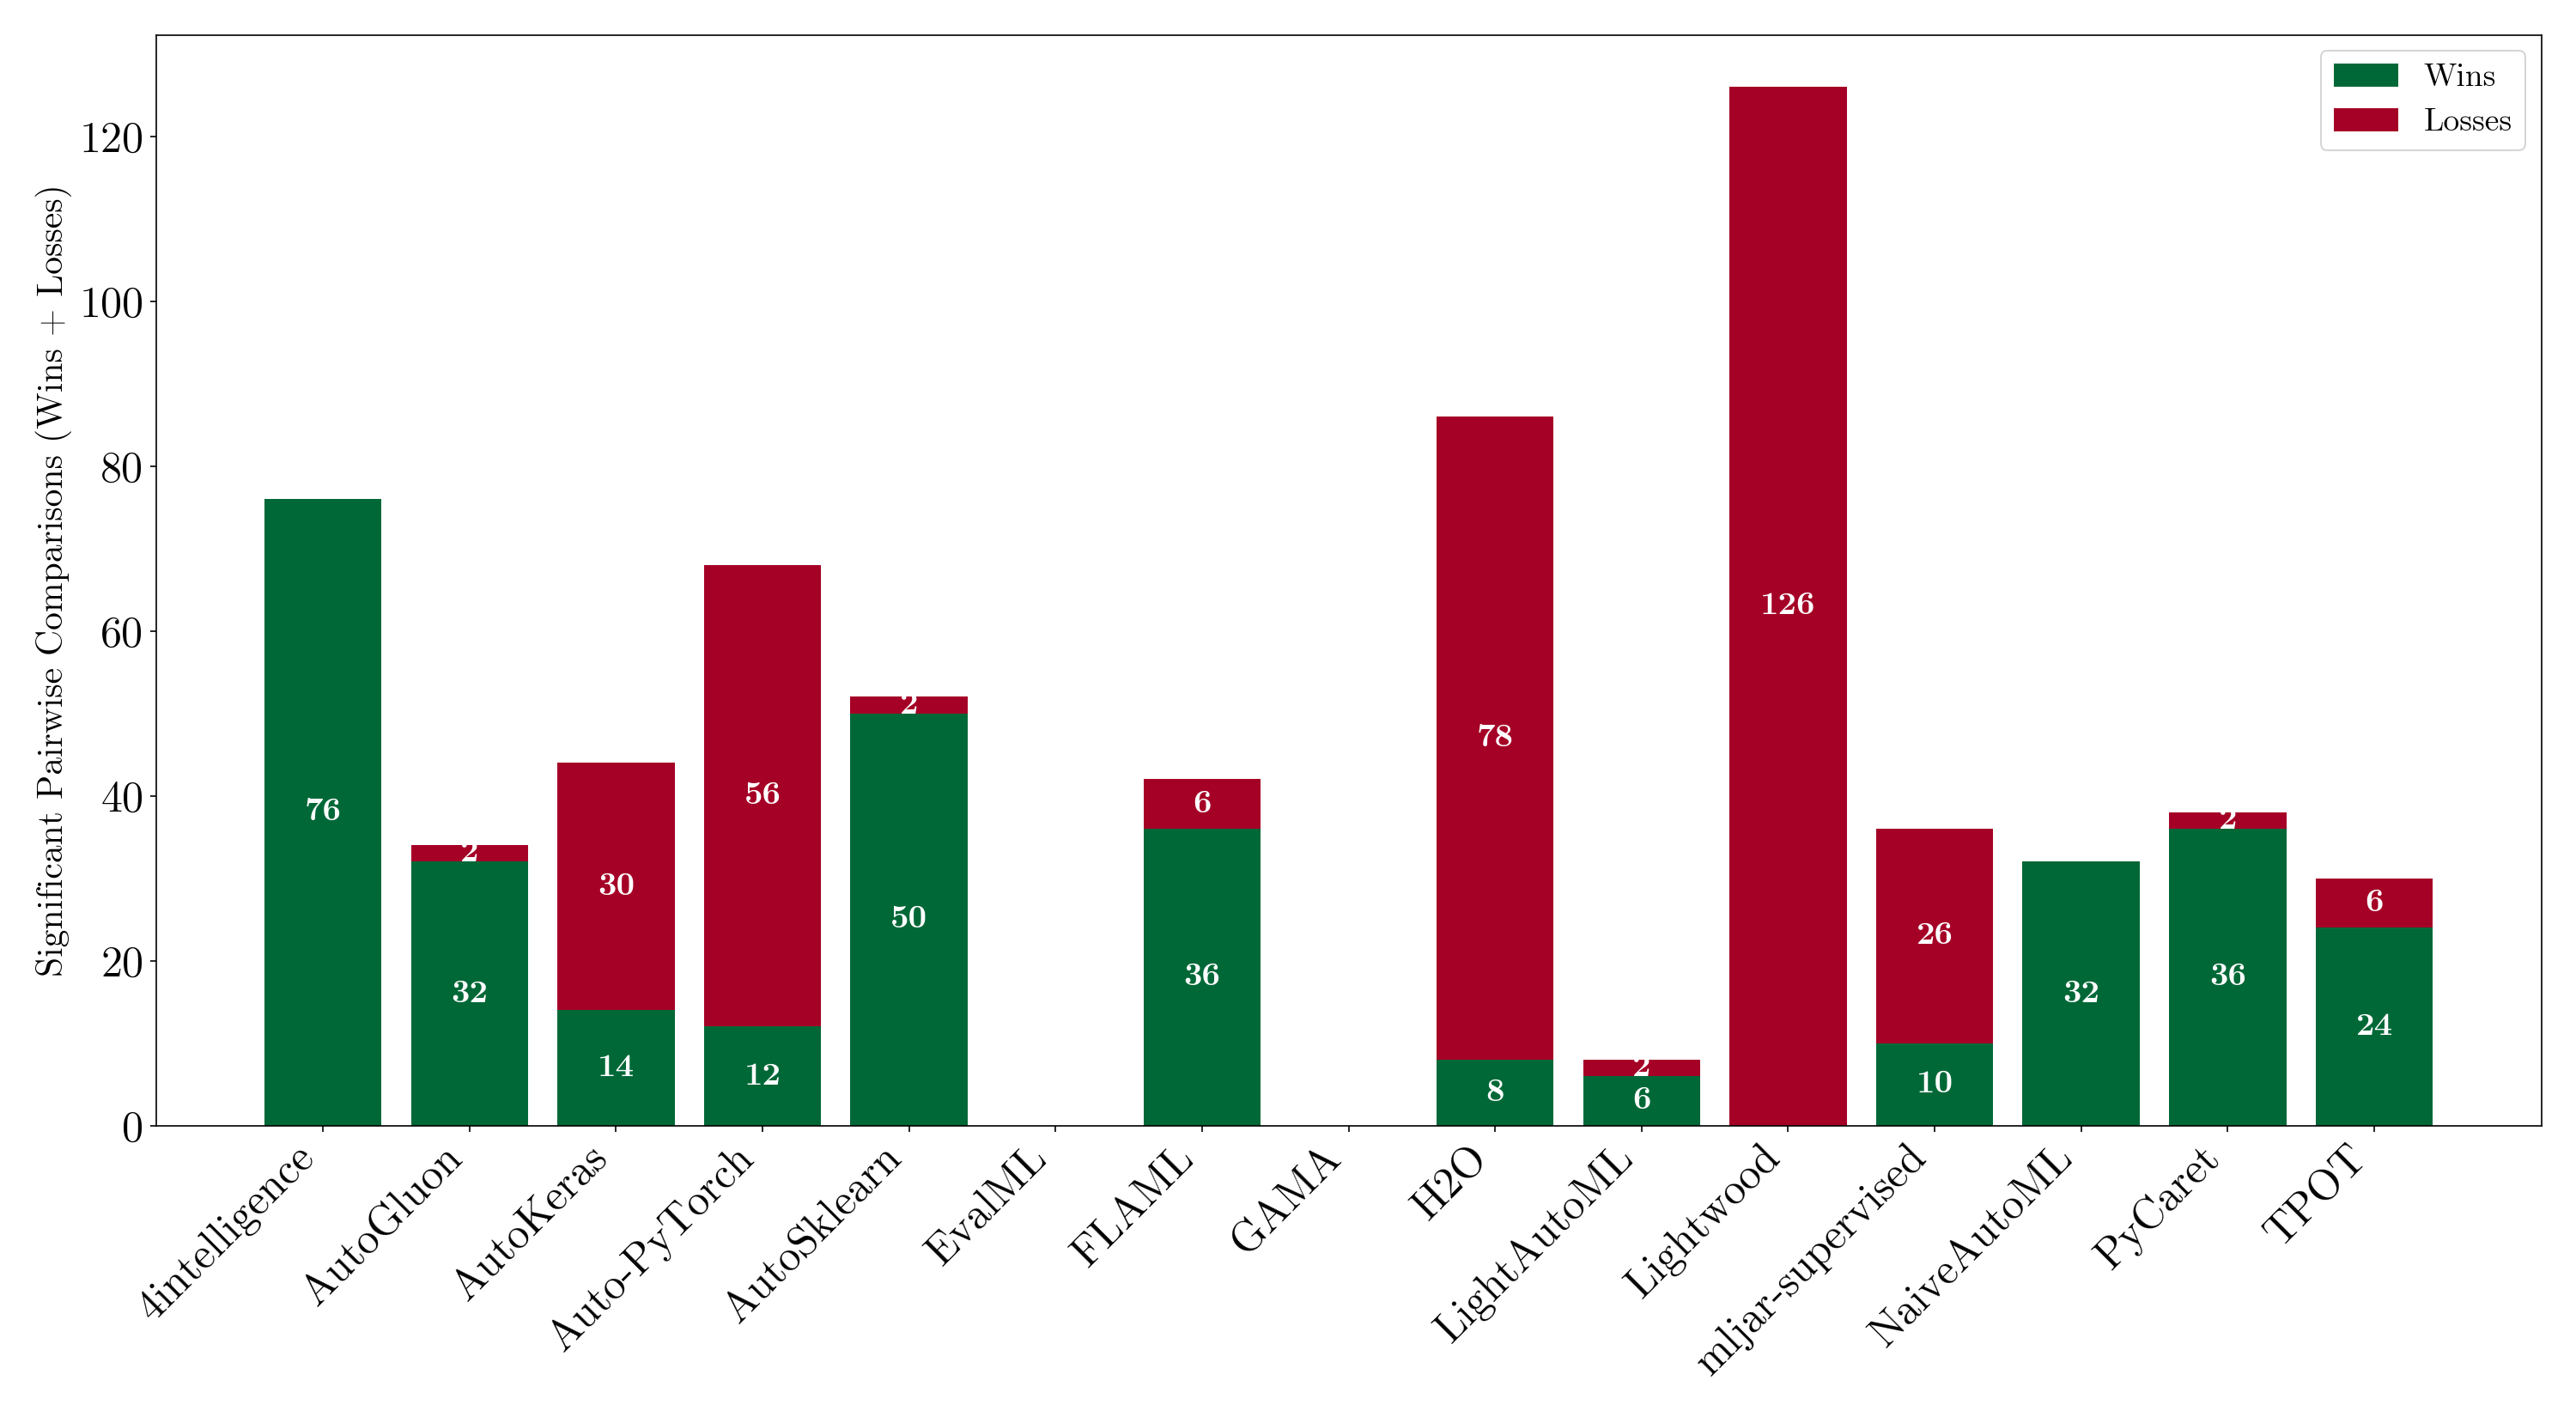 Significant Pairwise Comparisons (Wins + Losses)
120
100
80
60
40
20
0
Wins
Losses
76
2
32
30
14
56
12
2
50
6
36
78
8
2
6
126
26
10
32
2
36
6
24
4intelligence
AutoGluon
AutoKeras
Auto-PyTorch
AutoSklearn
EvalML
FLAML
GAMA
H2O
LightAutoML
Lightwood
mljar-supervised
NaiveAutoML
PyCaret
TPOT